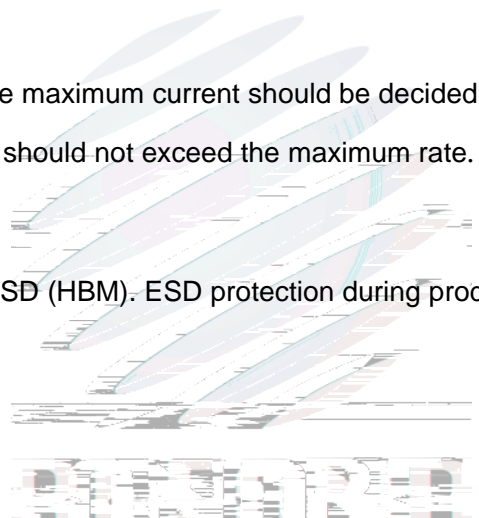 e maximum current should be decided
should not exceed the maximum rate.
SD (HBM). ESD protection during proc